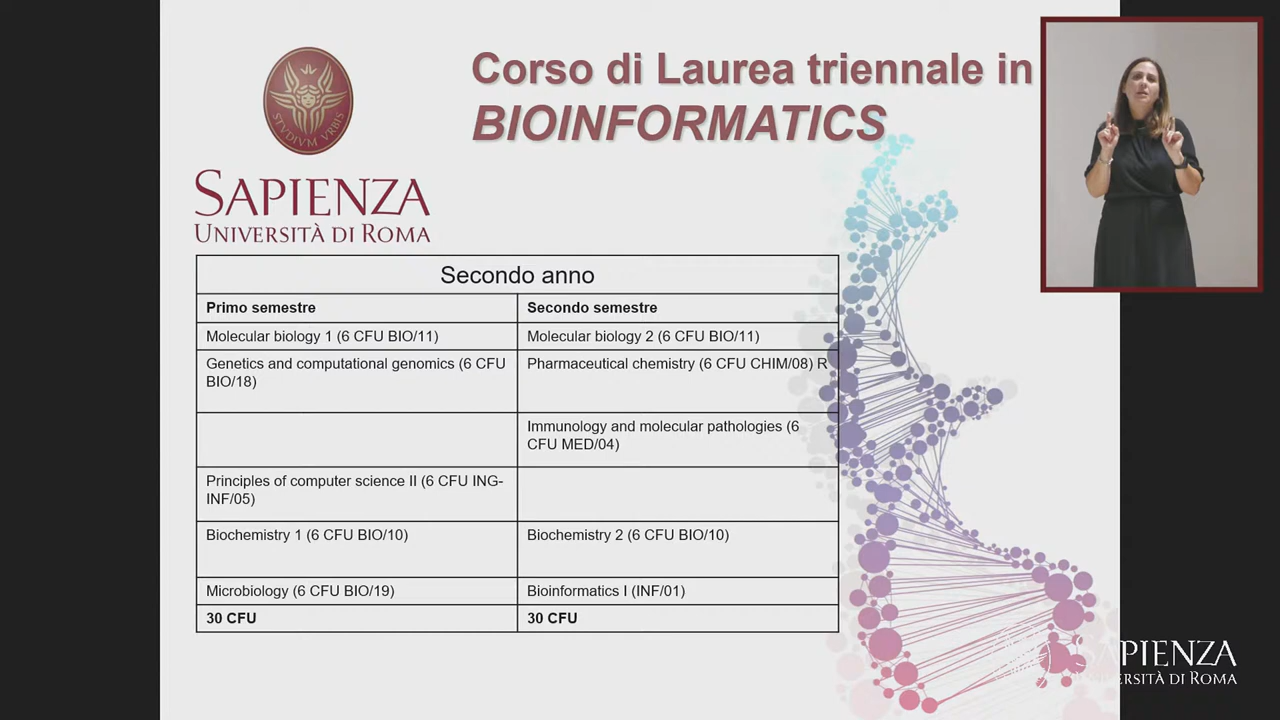 Corso di Laurea triennale in
BIOINFORMATICS
STVDIVM VRBIS
SAPIENZA
UNIVERSITÀ DI ROMA
Secondo anno
Primo semestre
Secondo semestre
Molecular biology 1 (6 CFU BIO/11)
Molecular biology 2 (6 CFU BIO/11)
Genetics and computational genomics (6 CFU
BIO/18)
Pharmaceutical chemistry (6 CFU CHIM/08) R
Immunology and molecular pathologies (6
CFU MED/04)
Principles of computer science II (6 CFU ING-
INF/05)
Biochemistry 1 (6 CFU BIO/10)
Biochemistry 2 (6 CFU BIO/10)
Microbiology (6 CFU BIO/19)
Bioinformatics I (INF/01)
30 CFU
30 CFU
SAPIENZA
UNIVERSITÀ DI ROMA